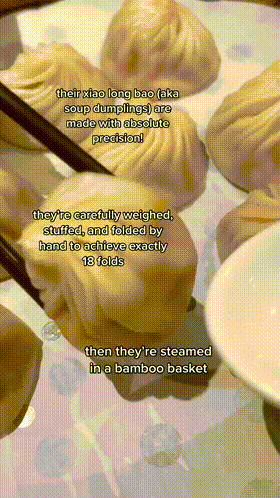 their xiao long bao (aka
soup dumplings) are
made with absolute
precision!
they're carefully weighed,
stuffed, and folded by
hand to achieve exactly
18 folds
then they're steamed
in a bamboo basket